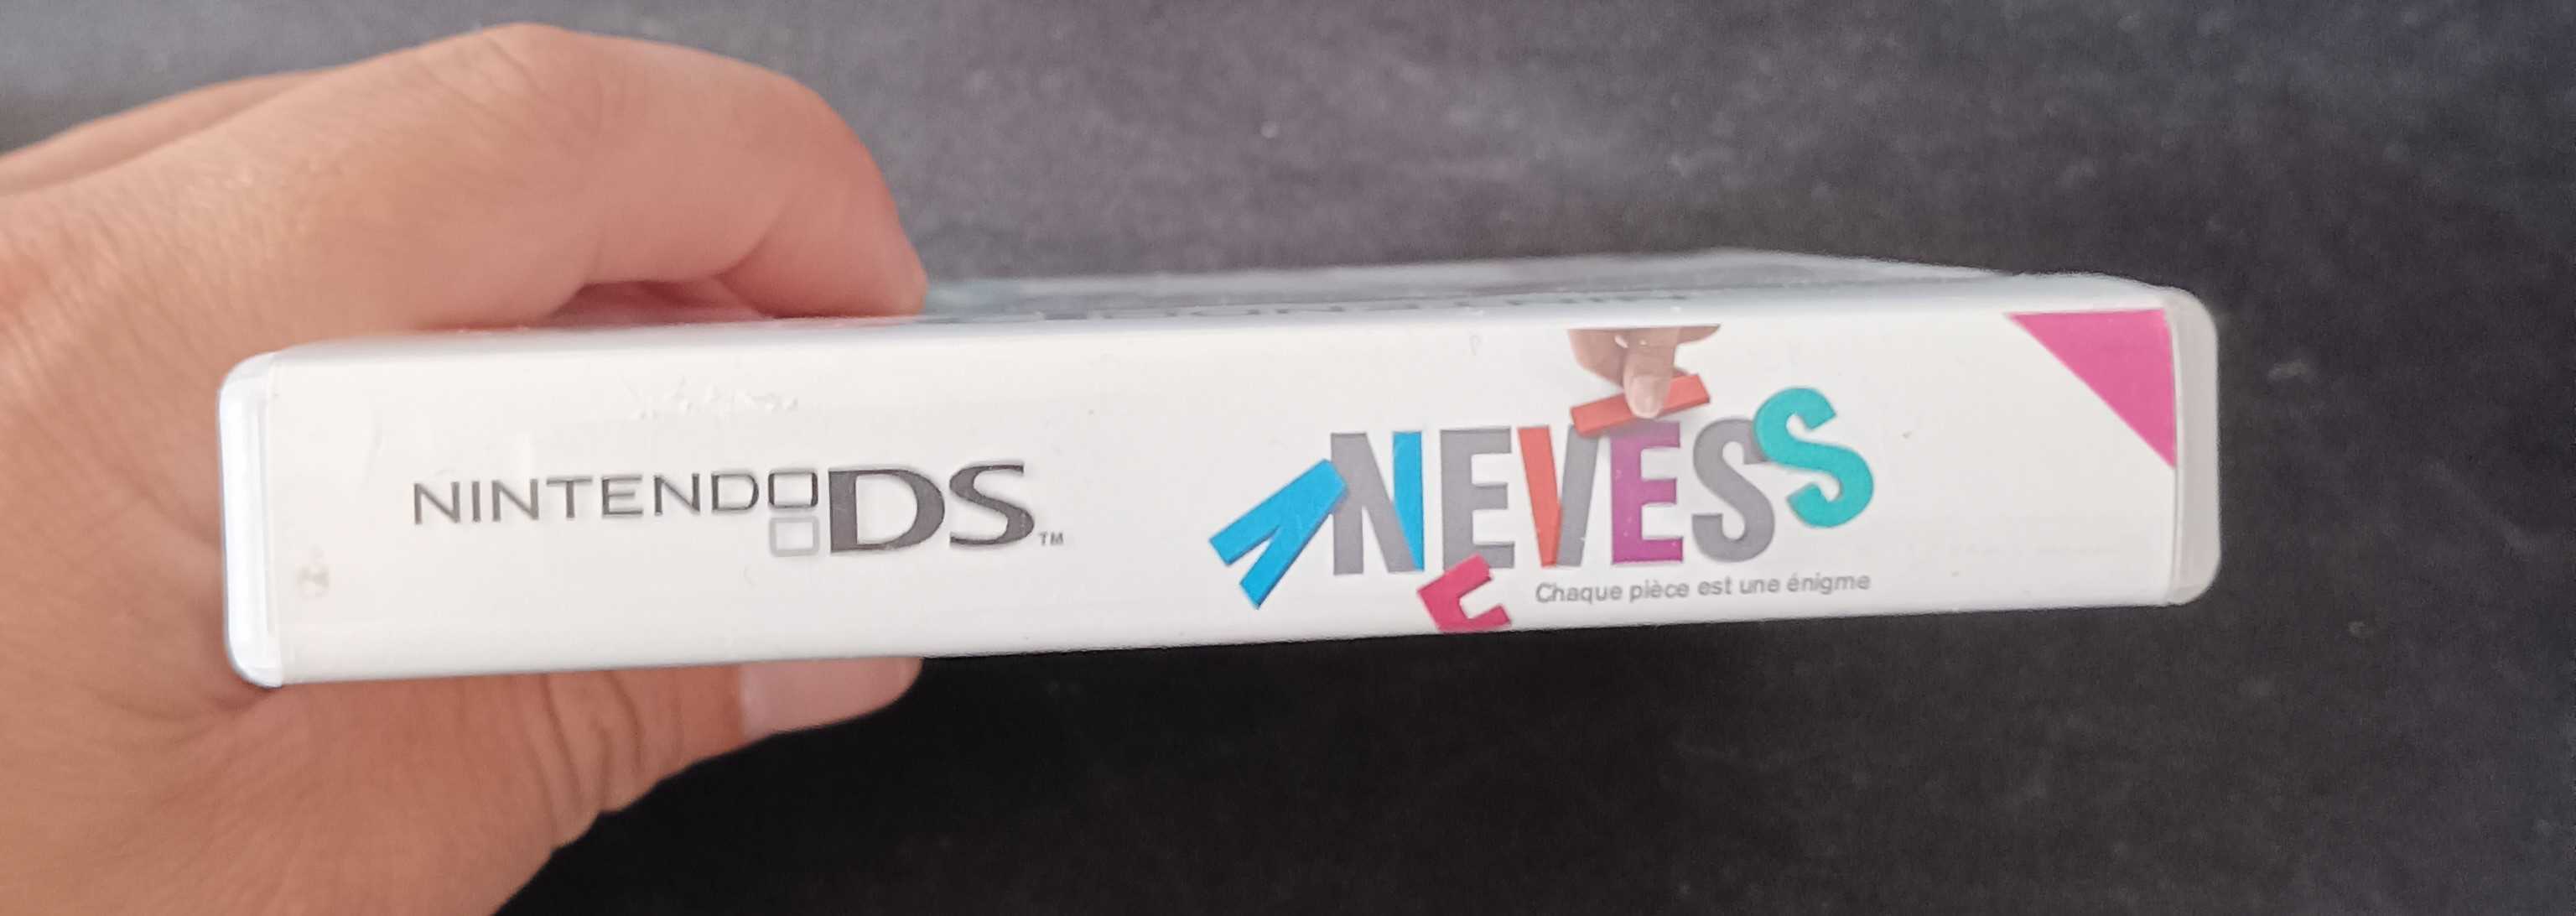 NINTENDO DS™
NEVES
Chaque pièce est une énigme